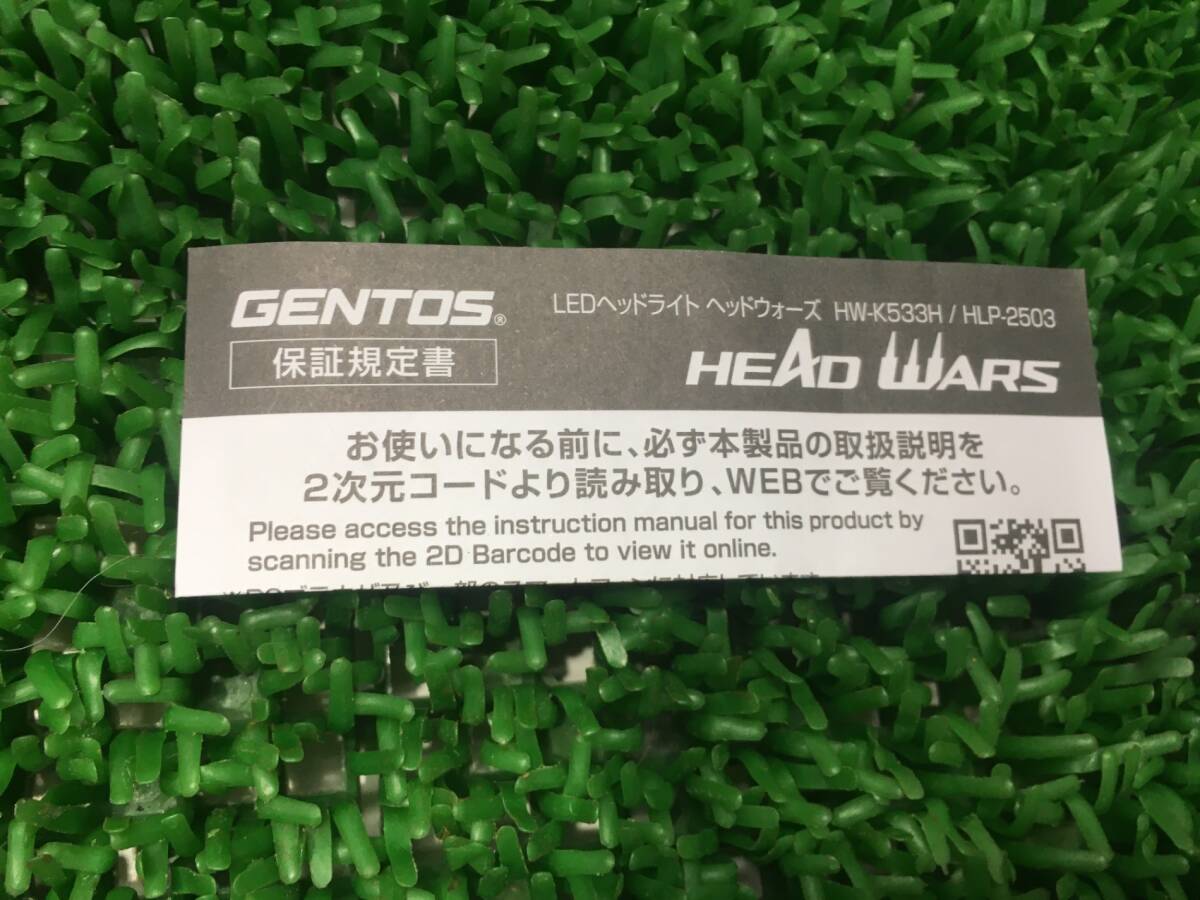 GENTOS®
LEDヘッドライト ヘッドウォーズ HW-K533H / HLP-2503
保証規定書
HEAD WARS
お使いになる前に、必ず本製品の取扱説明を
2次元コードより読み取り、WEBでご覧ください。
Please access the instruction manual for this product by
scanning the 2D Barcode to view it online.